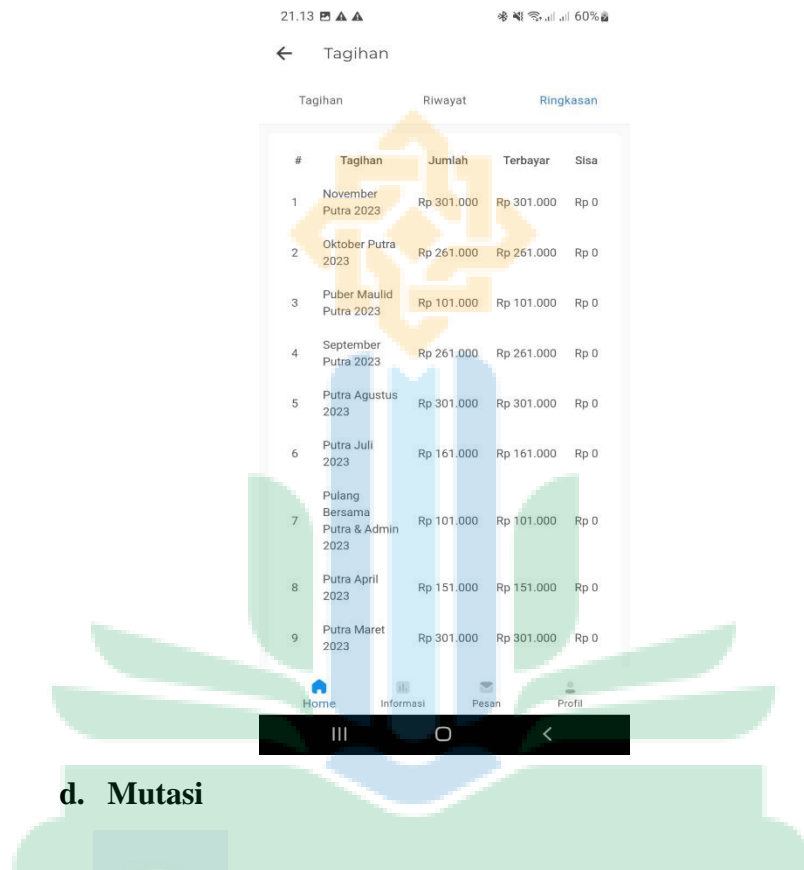 21.13 60%
Tagihan
Tagihan Riwayat Ringkasan
# Tagihan Jumlah Terbayar Sisa
1 November Rp 301.000 Rp 301.000 Rp 0
Putra 2023
2 Oktober Putra Rp 261.000 Rp 261.000 Rp 0
2023
3 Puber Maulid Rp 101.000 Rp 101.000 Rp 0
Putra 2023
4 September Rp 261.000 Rp 261.000 Rp 0
Putra 2023
5 Putra Agustus Rp 301.000 Rp 301.000 Rp 0
2023
6 Putra Juli Rp 161.000 Rp 161.000 Rp 0
2023
Pulang
Bersama
7 Putra & Admin Rp 101.000 Rp 101.000 Rp 0
2023
8 Putra April Rp 151.000 Rp 151.000 Rp 0
2023
9 Putra Maret Rp 301.000 Rp 301.000 Rp 0
2023
Home Informasi Pesan Profil
d. Mutasi